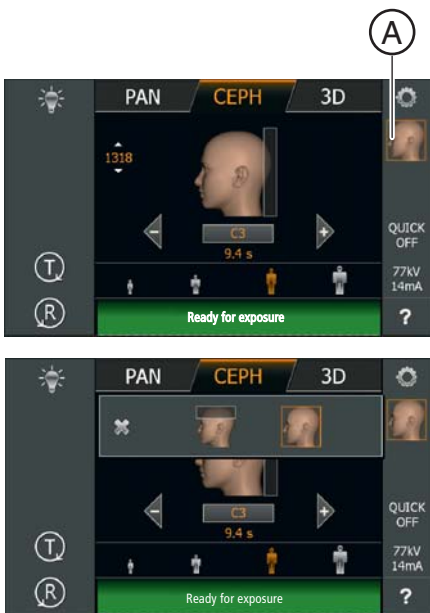 A
PAN CEPH 3D
1318
C3
9.4 s
QUICK
OFF
T
77kV
14mA
R
Ready for exposure
?
PAN CEPH 3D
C3
9.4 s
QUICK
OFF
T
77kV
14mA
R
Ready for exposure
?